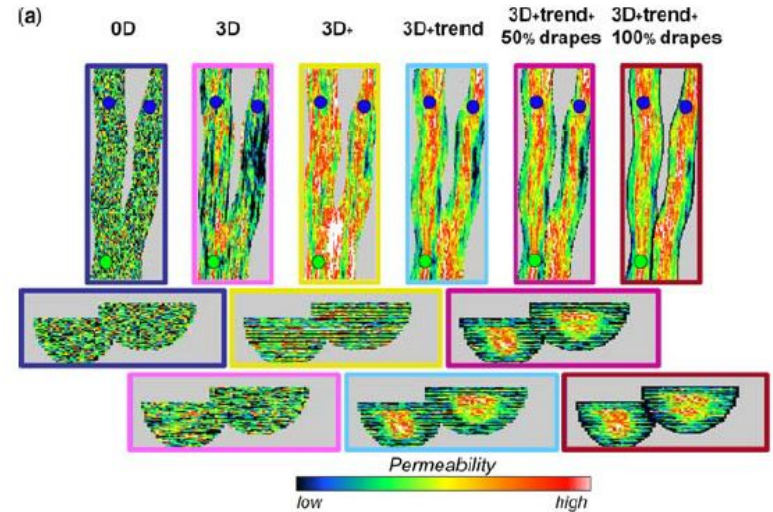 (a)
0D 3D 3D+ 3D+trend 3D+trend+ 3D+trend+
50% drapes 100% drapes
Permeability
low high